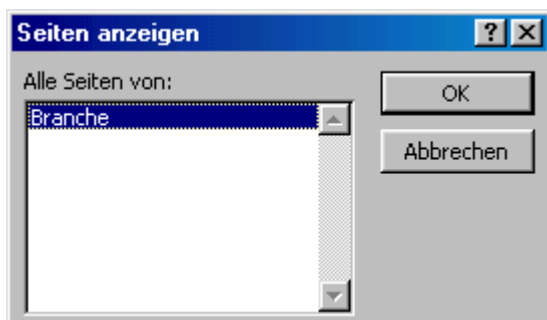 Seiten anzeigen
Alle Seiten von:
Branche
OK
Abbrechen